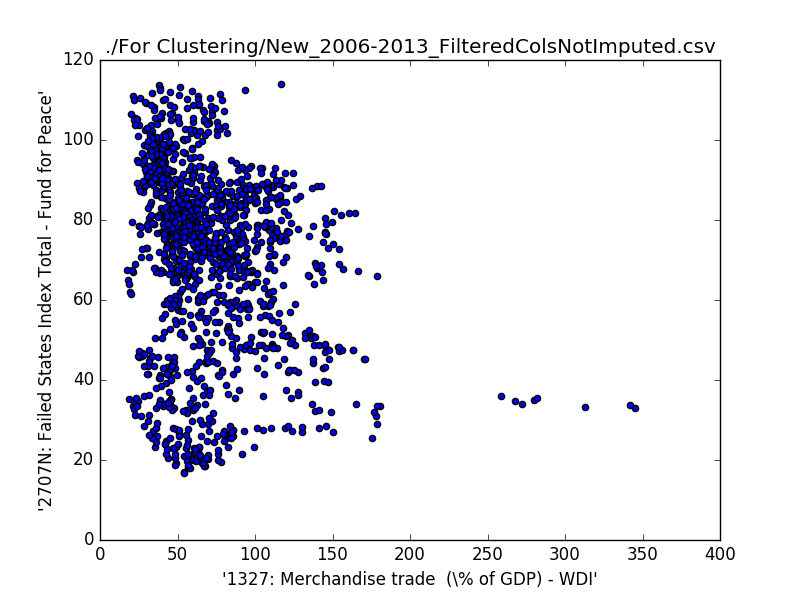 ./For Clustering/New_2006-2013_FilteredColsNotImputed.csv
120
100
80
60
40
20
0
'2707N: Failed States Index Total - Fund for Peace'
0 50 100 150 200 250 300 350 400
'1327: Merchandise trade  (\% of GDP) - WDI'